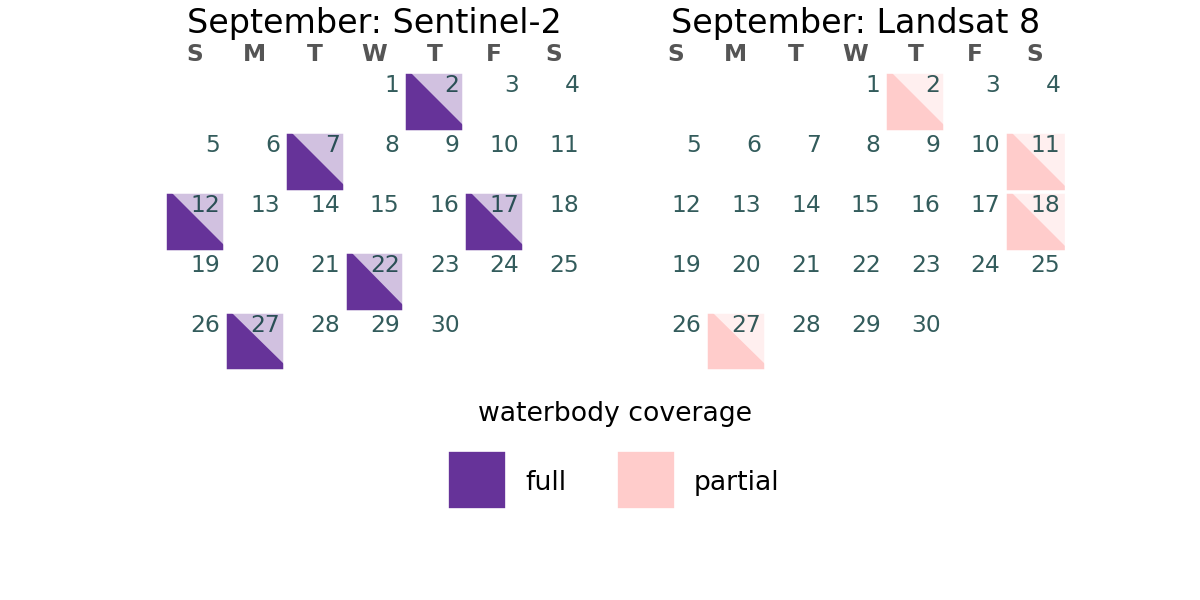 September: Sentinel-2
S M T W T F S
1 2 3 4
5 6 7 8 9 10 11
12 13 14 15 16 17 18
19 20 21 22 23 24 25
26 27 28 29 30
September: Landsat 8
S M T W T F S
1 2 3 4
5 6 7 8 9 10 11
12 13 14 15 16 17 18
19 20 21 22 23 24 25
26 27 28 29 30
waterbody coverage
full
partial